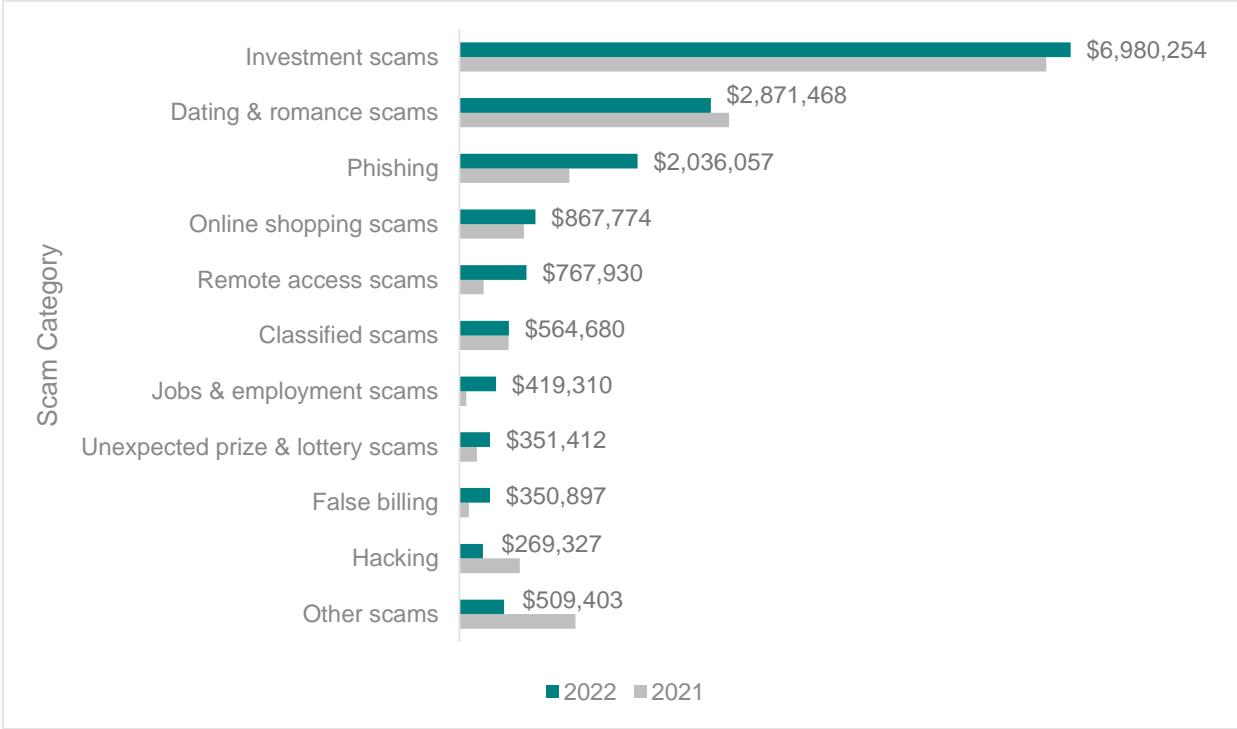 Scam Category
Investment scams $6,980,254
Dating & romance scams $2,871,468
Phishing $2,036,057
Online shopping scams $867,774
Remote access scams $767,930
Classified scams $564,680
Jobs & employment scams $419,310
Unexpected prize & lottery scams $351,412
False billing $350,897
Hacking $269,327
Other scams $509,403
2022 2021